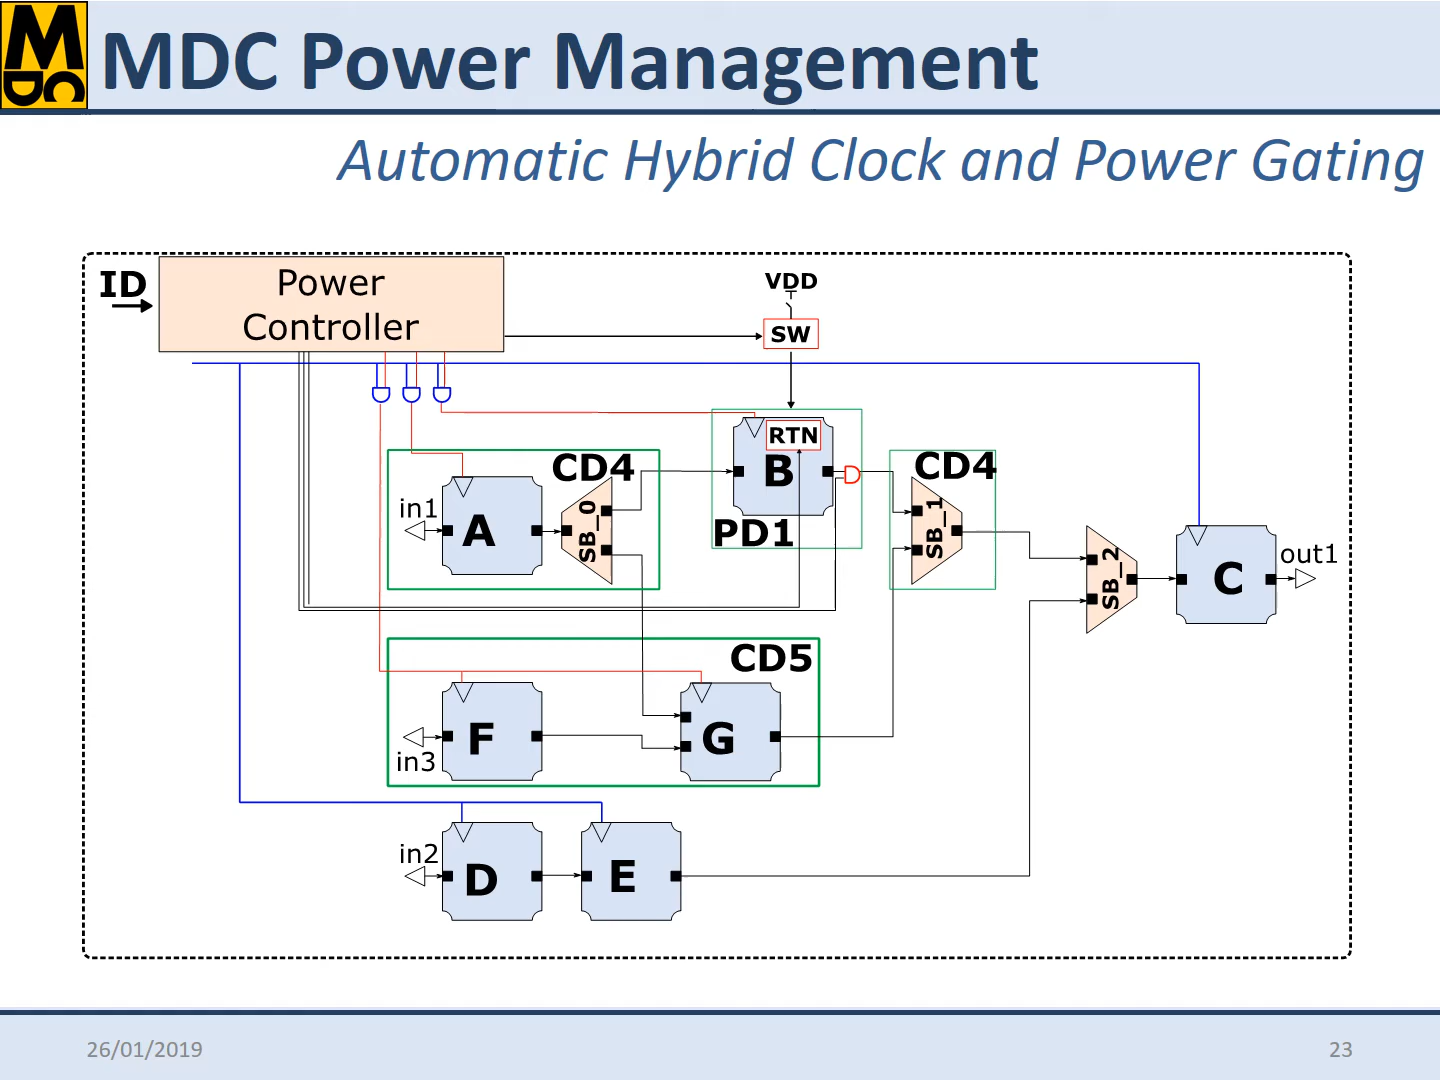 M
DC
MDC Power Management
Automatic Hybrid Clock and Power Gating
ID
Power
Controller
VDD
SW
RTN
B
PD1
CD4
A
in1
SB_0
CD4
SB_1
SB_2
C
out1
CD5
F
in3
G
in2
D
E
26/01/2019
23